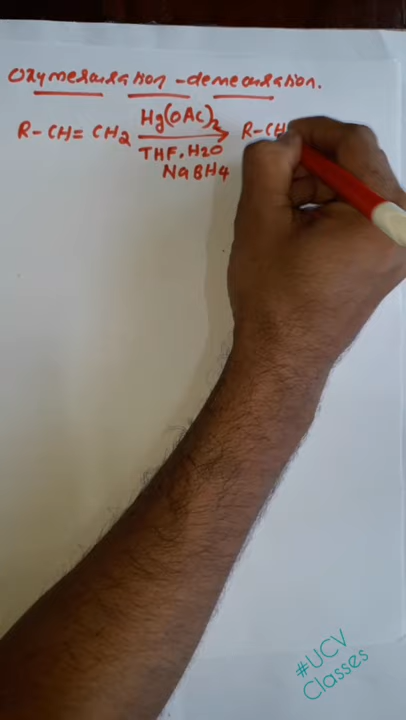 Oxymercuration - demercuration.
R-CH=CH2 Hg(OAc)2 R-CH
THF, H2O
NaBH4
#UCV
Classes